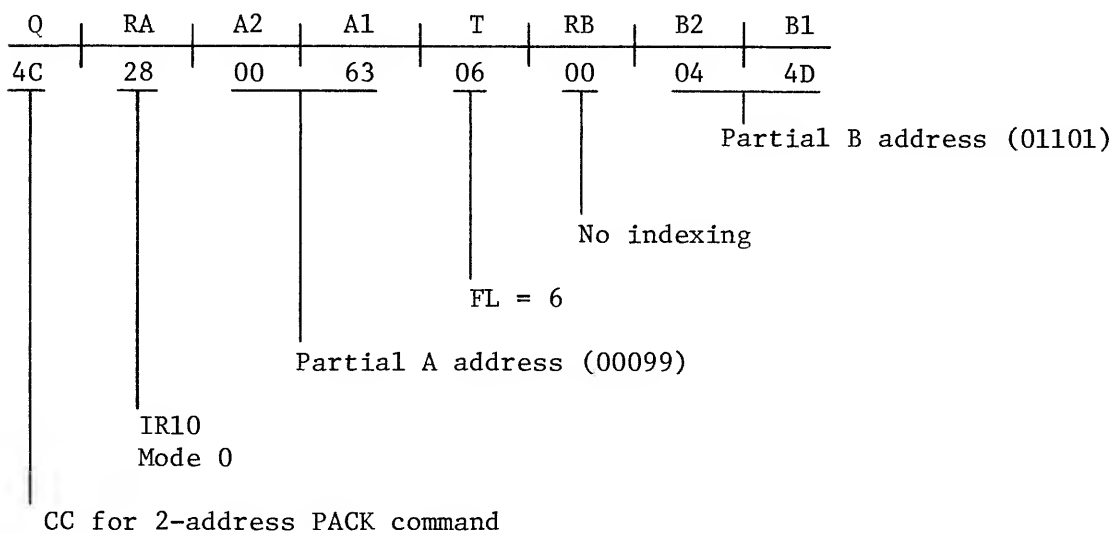 Q RA A2 A1 T RB B2 B1
4C 28 00 63 06 00 04 4D
Partial B address (01101)
No indexing
FL = 6
Partial A address (00099)
IR10
Mode 0
CC for 2-address PACK command